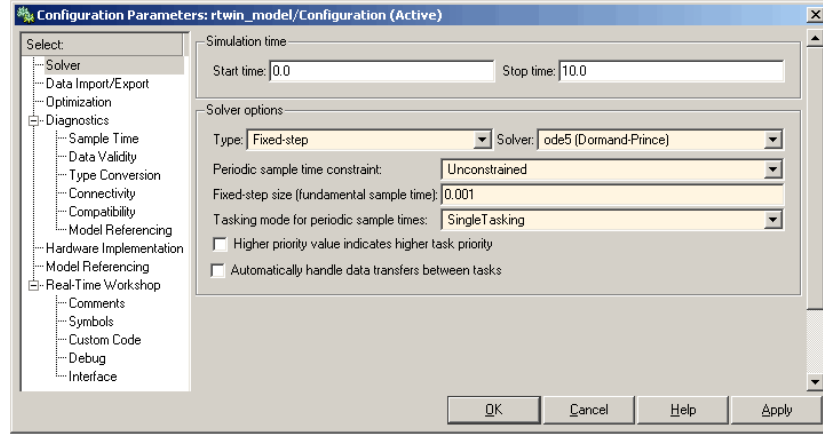 Configuration Parameters: rtwin_model/Configuration (Active)
Select:
Solver
Data Import/Export
Optimization
Diagnostics
Sample Time
Data Validity
Type Conversion
Connectivity
Compatibility
Model Referencing
Hardware Implementation
Model Referencing
Real-Time Workshop
Comments
Symbols
Custom Code
Debug
Interface
Simulation time
Start time: 0.0 Stop time: 10.0
Solver options
Type: Fixed-step Solver: ode5 (Dormand-Prince)
Periodic sample time constraint: Unconstrained
Fixed-step size (fundamental sample time): 0.001
Tasking mode for periodic sample times: SingleTasking
Higher priority value indicates higher task priority
Automatically handle data transfers between tasks
OK Cancel Help Apply